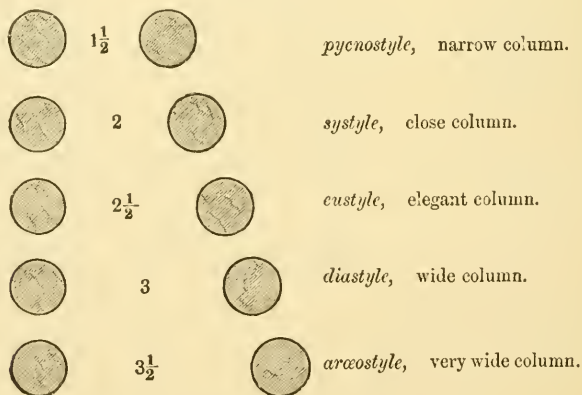 1½ pycnostyle, narrow column.
2 systyle, close column.
2½ custyle, elegant column.
3 diastyle, wide column.
3½ aræostyle, very wide column.